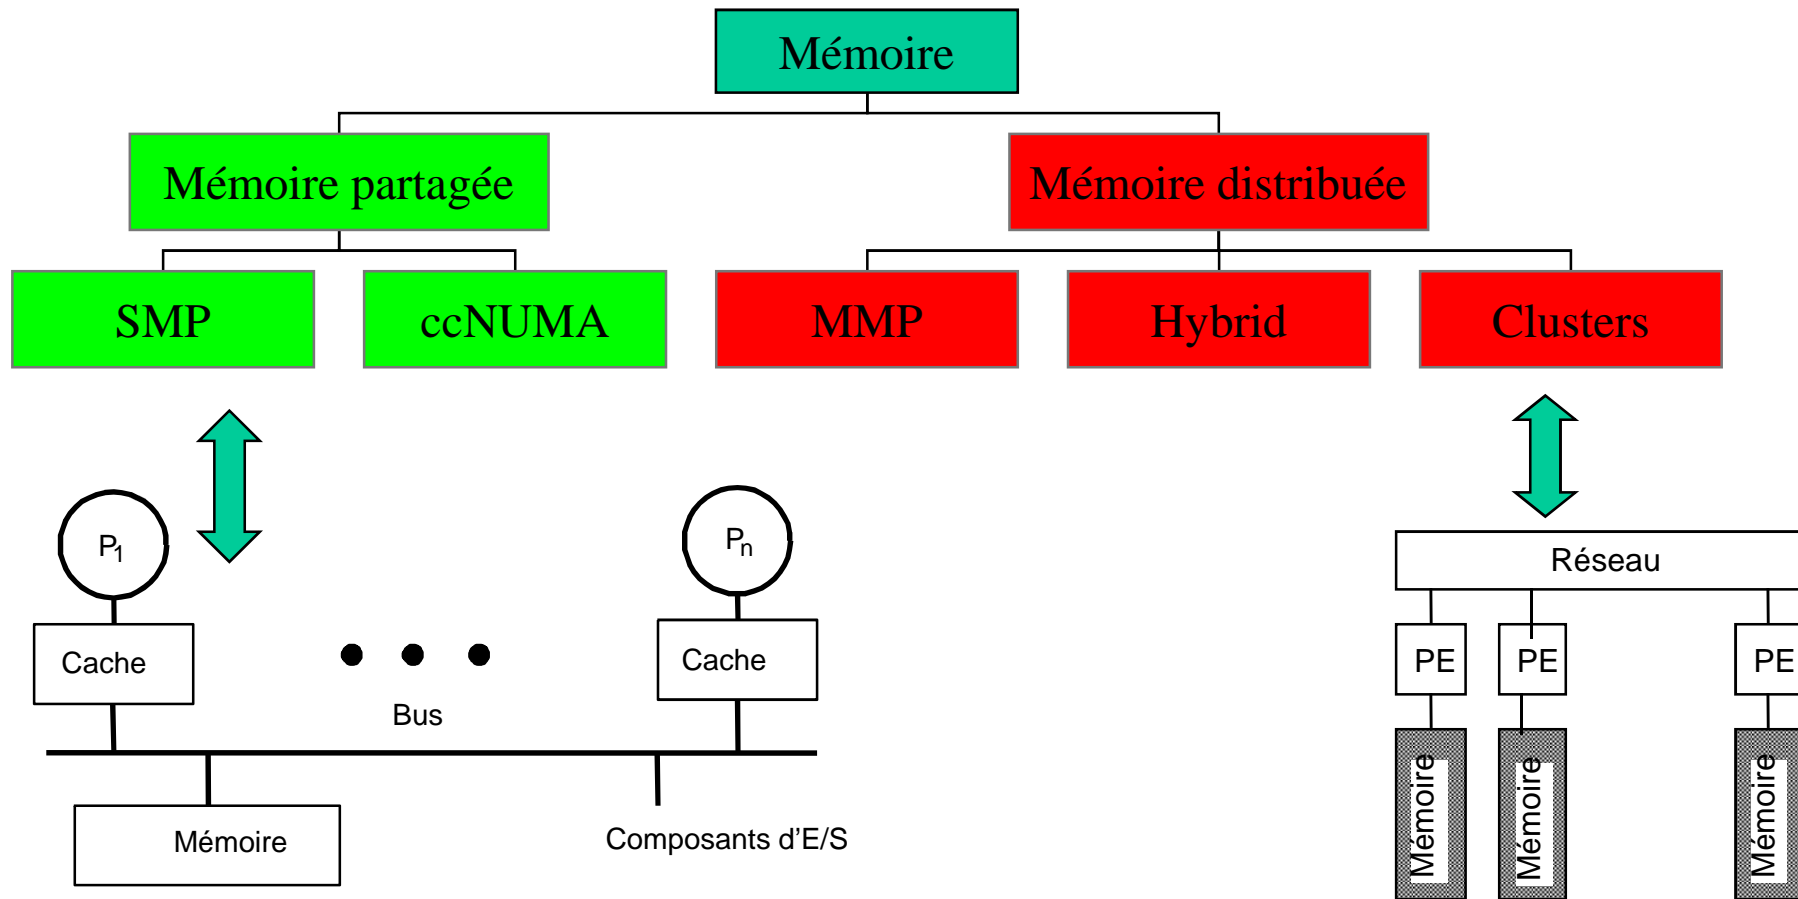 Mémoire
Mémoire partagée
Mémoire distribuée
SMP
ccNUMA
MMP
Hybrid
Clusters
P1
Pn
Cache
Cache
Bus
Mémoire
Composants d'E/S
Réseau
PE
PE
PE
Mémoire
Mémoire
Mémoire